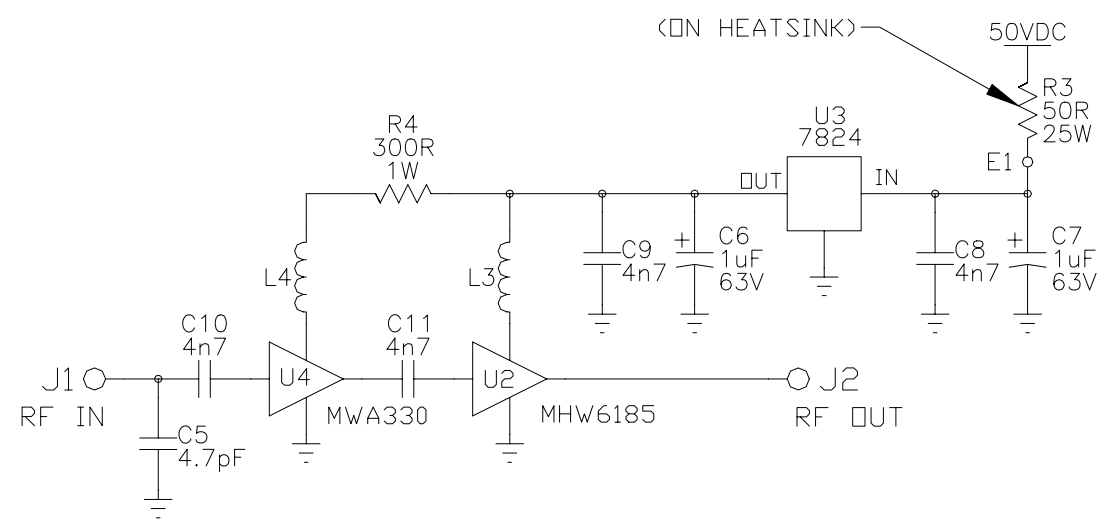 (ON HEATSINK)
50VDC
R3
50R
25W
E1
U3
7824
OUT
IN
R4
300R
1W
L4
L3
C9
4n7
+
C6
1uF
63V
C8
4n7
+
C7
1uF
63V
C10
4n7
C11
4n7
J1
RF IN
U4
MWA330
U2
MHW6185
J2
RF OUT
C5
4.7pF